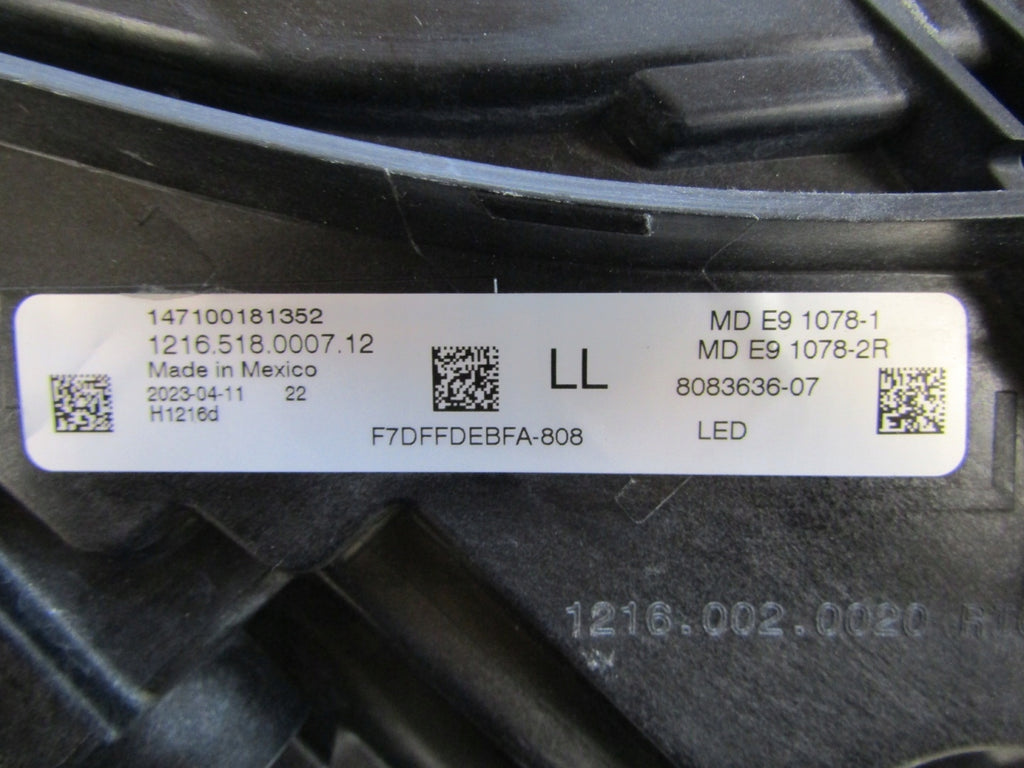 147100181352
1216.518.0007.12
Made in Mexico
2023-04-11 22
H1216d
F7DFFDEBFA-808
LL
MD E9 1078-1
MD E9 1078-2R
8083636-07
LED
1216.002.0020